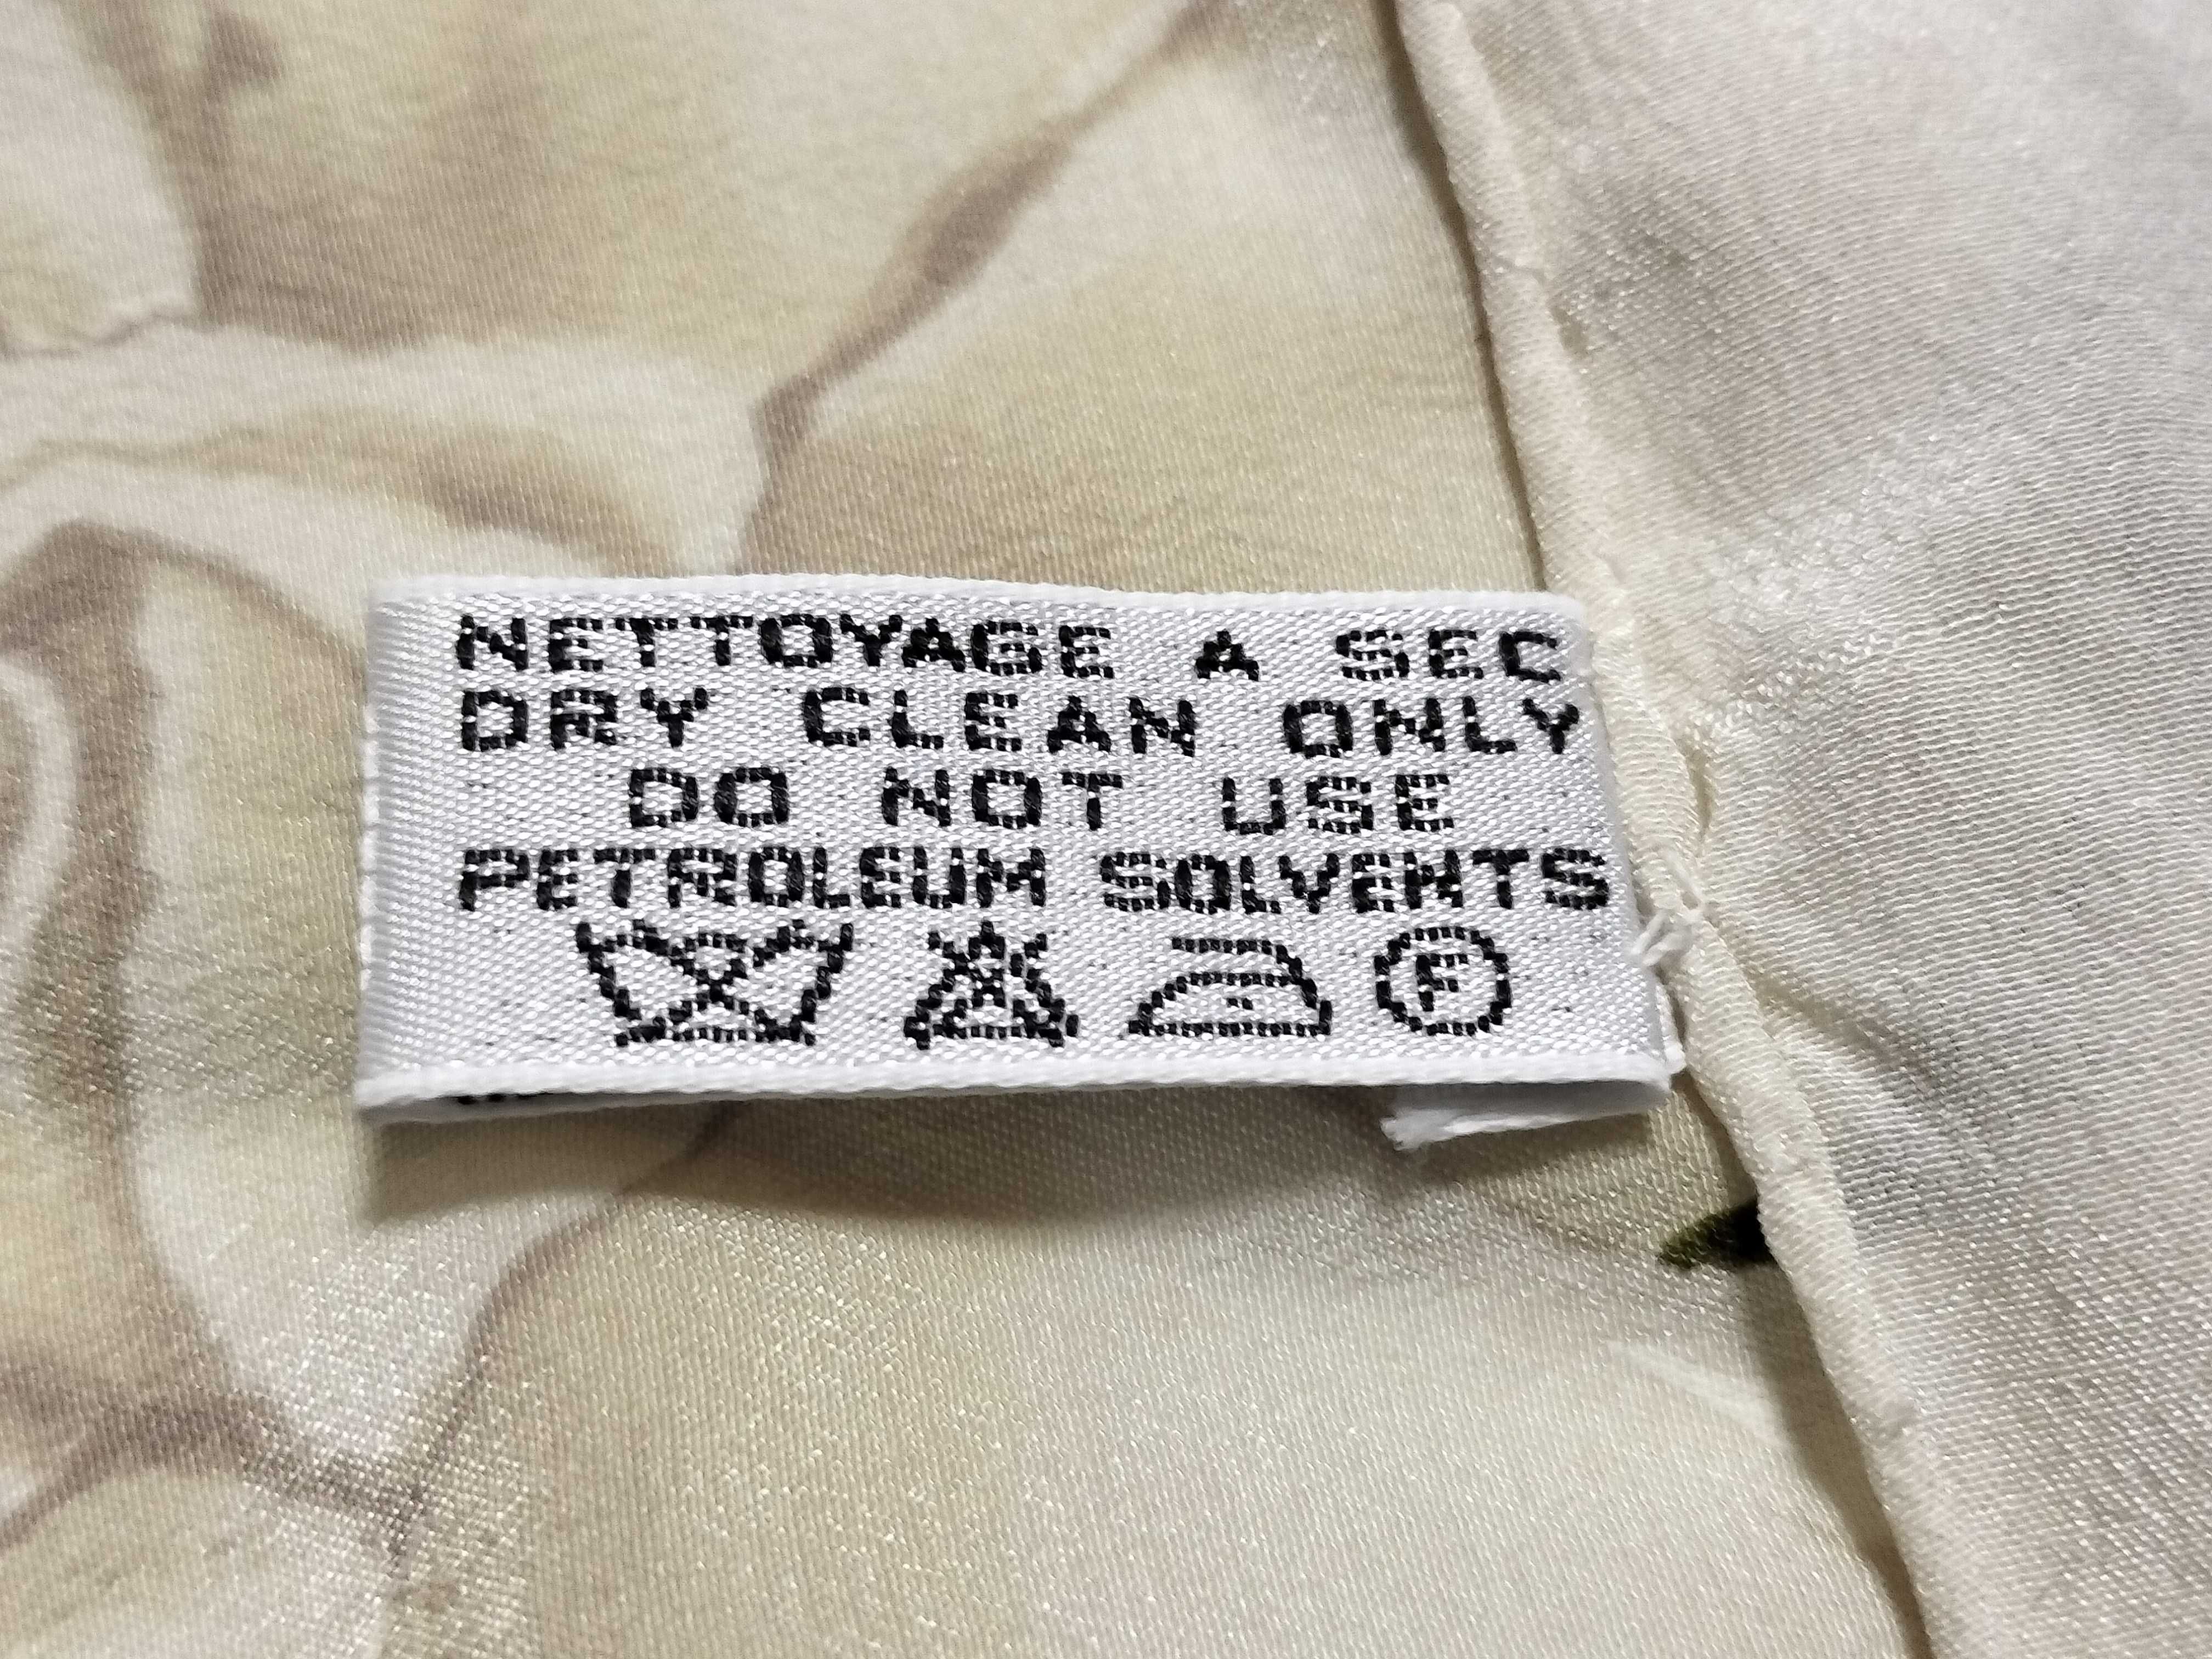 NETTOYAGE A SEC
DRY CLEAN ONLY
DO NOT USE
PETROLEUM SOLVENTS
F